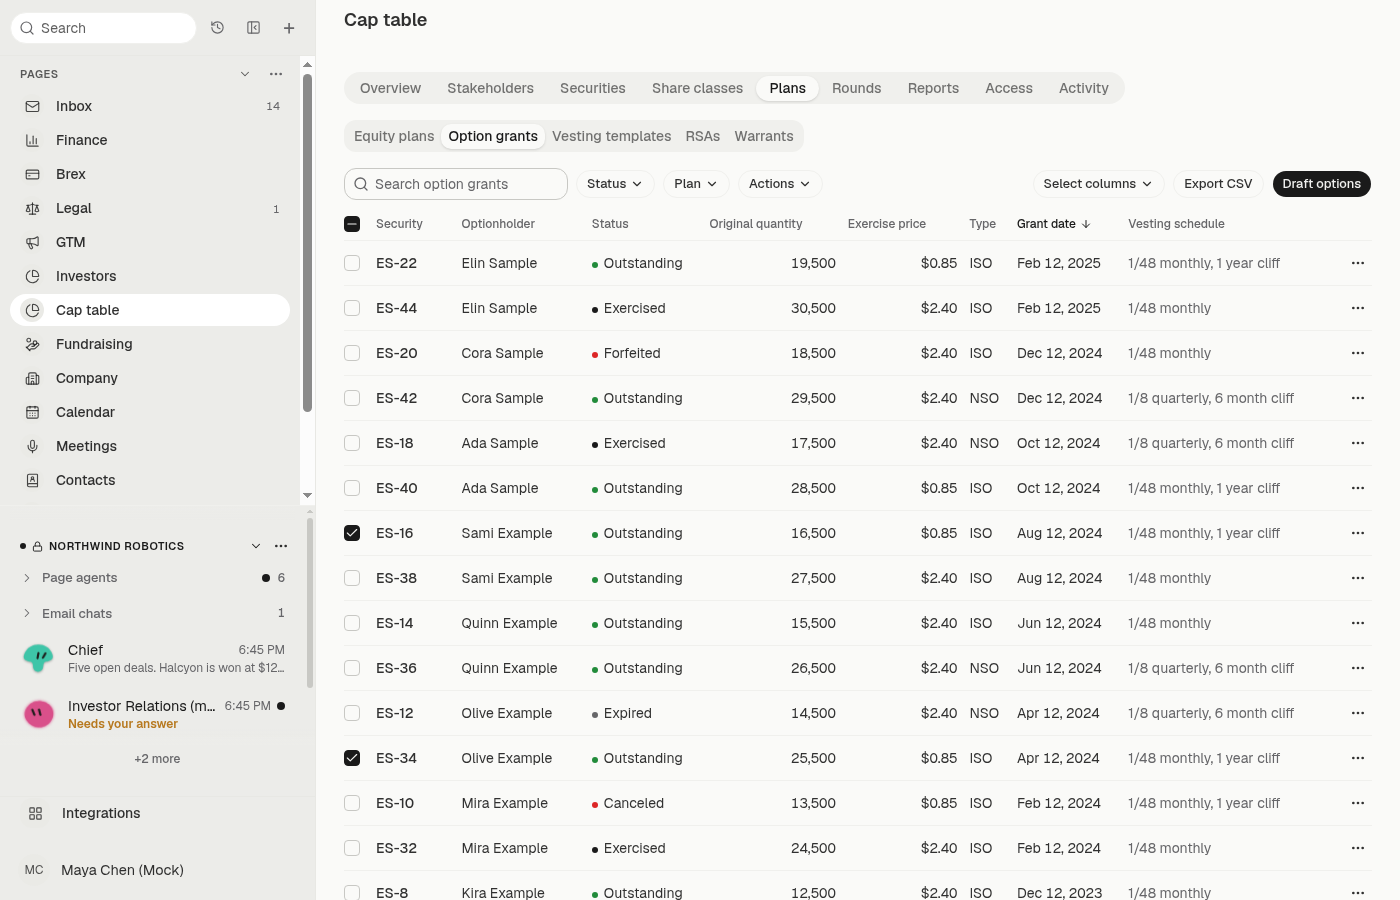 Search
PAGES
Inbox 14
Finance
Brex
Legal 1
GTM
Investors
Cap table
Fundraising
Company
Calendar
Meetings
Contacts
NORTHWIND ROBOTICS
Page agents 6
Email chats 1
Chief 6:45 PM
Five open deals. Halcyon is won at $12...
Investor Relations (m... 6:45 PM
Needs your answer
+2 more
Integrations
MC Maya Chen (Mock)
Cap table
Overview Stakeholders Securities Share classes Plans Rounds Reports Access Activity
Equity plans Option grants Vesting templates RSAs Warrants
Search option grants Status Plan Actions Select columns Export CSV Draft options
Security Optionholder Status Original quantity Exercise price Type Grant date ↓ Vesting schedule
ES-22 Elin Sample Outstanding 19,500 $0.85 ISO Feb 12, 2025 1/48 monthly, 1 year cliff
ES-44 Elin Sample Exercised 30,500 $2.40 ISO Feb 12, 2025 1/48 monthly
ES-20 Cora Sample Forfeited 18,500 $2.40 ISO Dec 12, 2024 1/48 monthly
ES-42 Cora Sample Outstanding 29,500 $2.40 NSO Dec 12, 2024 1/8 quarterly, 6 month cliff
ES-18 Ada Sample Exercised 17,500 $2.40 NSO Oct 12, 2024 1/8 quarterly, 6 month cliff
ES-40 Ada Sample Outstanding 28,500 $0.85 ISO Oct 12, 2024 1/48 monthly, 1 year cliff
ES-16 Sami Example Outstanding 16,500 $0.85 ISO Aug 12, 2024 1/48 monthly, 1 year cliff
ES-38 Sami Example Outstanding 27,500 $2.40 ISO Aug 12, 2024 1/48 monthly
ES-14 Quinn Example Outstanding 15,500 $2.40 ISO Jun 12, 2024 1/48 monthly
ES-36 Quinn Example Outstanding 26,500 $2.40 NSO Jun 12, 2024 1/8 quarterly, 6 month cliff
ES-12 Olive Example Expired 14,500 $2.40 NSO Apr 12, 2024 1/8 quarterly, 6 month cliff
ES-34 Olive Example Outstanding 25,500 $0.85 ISO Apr 12, 2024 1/48 monthly, 1 year cliff
ES-10 Mira Example Canceled 13,500 $0.85 ISO Feb 12, 2024 1/48 monthly, 1 year cliff
ES-32 Mira Example Exercised 24,500 $2.40 ISO Feb 12, 2024 1/48 monthly
ES-8 Kira Example Outstanding 12,500 $2.40 ISO Dec 12, 2023 1/48 monthly